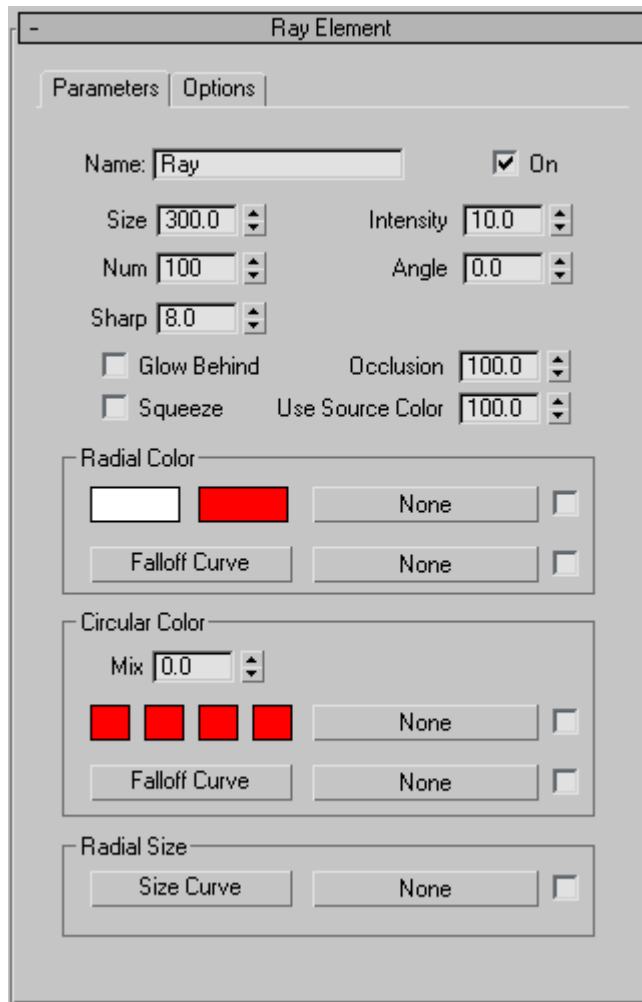 - Ray Element
Parameters Options
Name: Ray On
Size 300.0 Intensity 10.0
Num 100 Angle 0.0
Sharp 8.0
Glow Behind Occlusion 100.0
Squeeze Use Source Color 100.0
Radial Color
None
Falloff Curve None
Circular Color
Mix 0.0
None
Falloff Curve None
Radial Size
Size Curve None